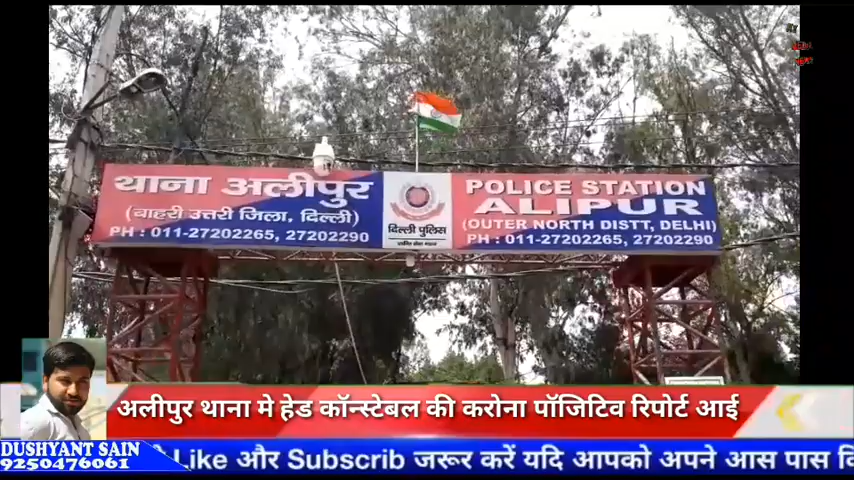 थाना अलीपुर
(बाहरी उत्तरी जिला, दिल्ली)
PH : 011-27202265, 27202290
दिल्ली पुलिस
POLICE STATION
ALIPUR
(OUTER NORTH DISTT, DELHI)
PH : 011-27202265, 27202290
अलीपुर थाना मे हेड कॉन्स्टेबल की करोना पॉजिटिव रिपोर्ट आई
DUSHYANT SAIN
9250476061
Like और Subscrib करें जरूर करें यदि आपको अपने आस पास